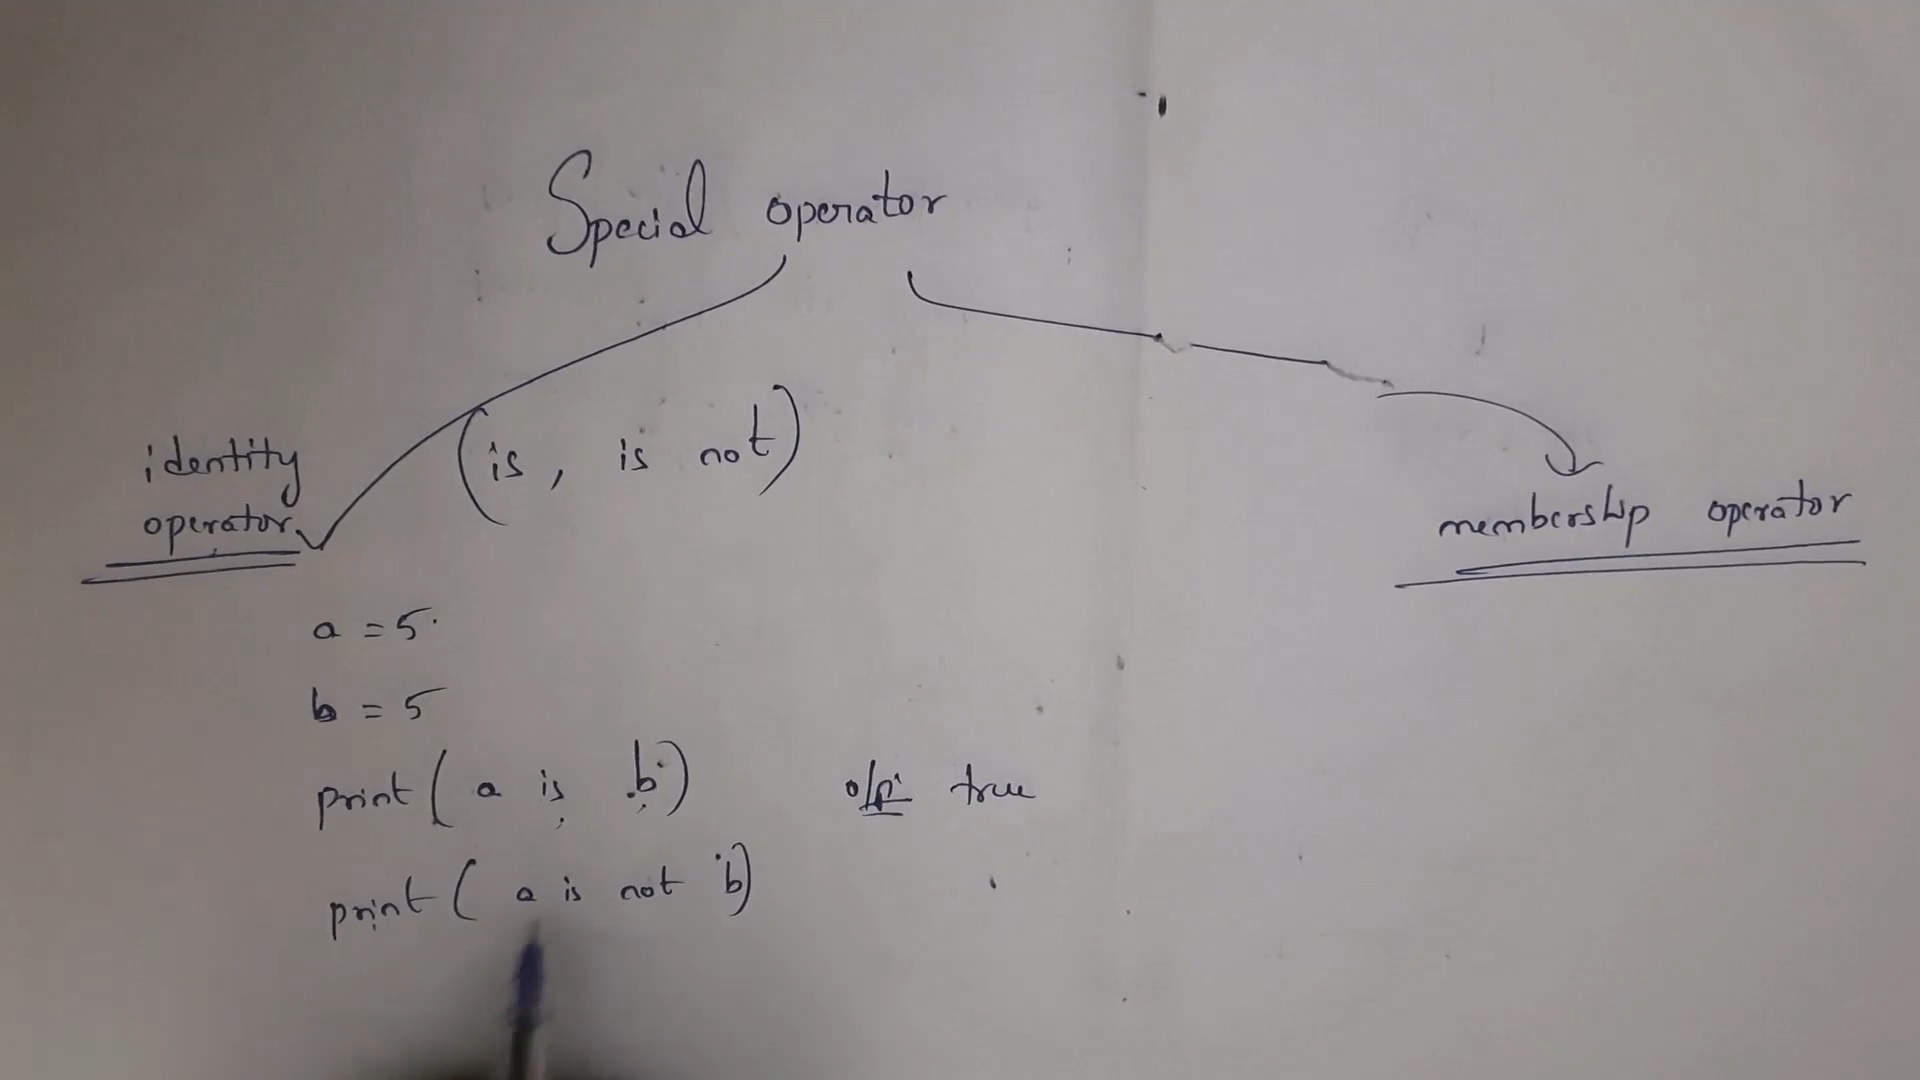 Special operator
identity
operator
(is, is not)
membership operator
a = 5
b = 5
print( a is b) o/p true
print( a is not b)